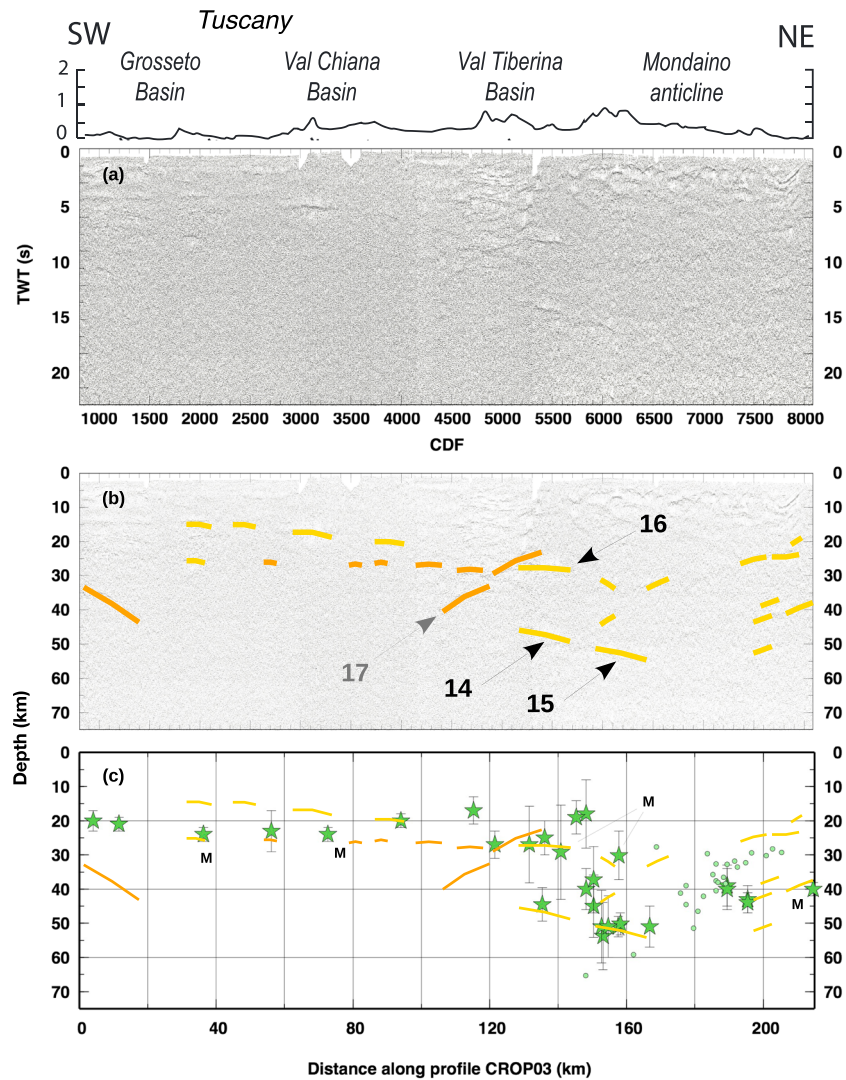 SW
Tuscany
NE
Grosseto
Basin
Val Chiana
Basin
Val Tiberina
Basin
Mondaino
anticline
2
1
0
2
1
0
(a)
TWT (s)
0
5
10
15
20
0
5
10
15
20
1000 1500 2000 2500 3000 3500 4000 4500 5000 5500 6000 6500 7000 7500 8000
CDF
(b)
0
10
20
30
40
50
60
70
0
10
20
30
40
50
60
70
16
17
14
15
Depth (km)
(c)
0
10
20
30
40
50
60
70
0
10
20
30
40
50
60
70
M
M
M
M
0 40 80 120 160 200
Distance along profile CROP03 (km)